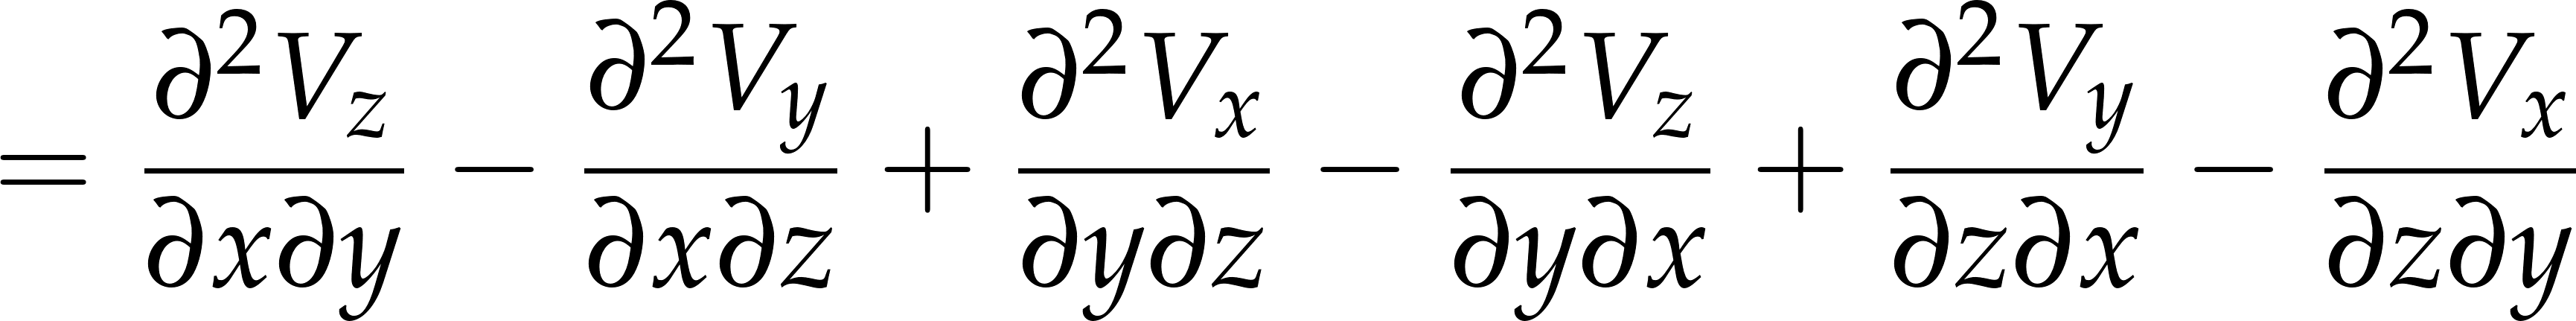 = ∂²V_z/∂x∂y − ∂²V_y/∂x∂z + ∂²V_x/∂y∂z − ∂²V_z/∂y∂x + ∂²V_y/∂z∂x − ∂²V_x/∂z∂y